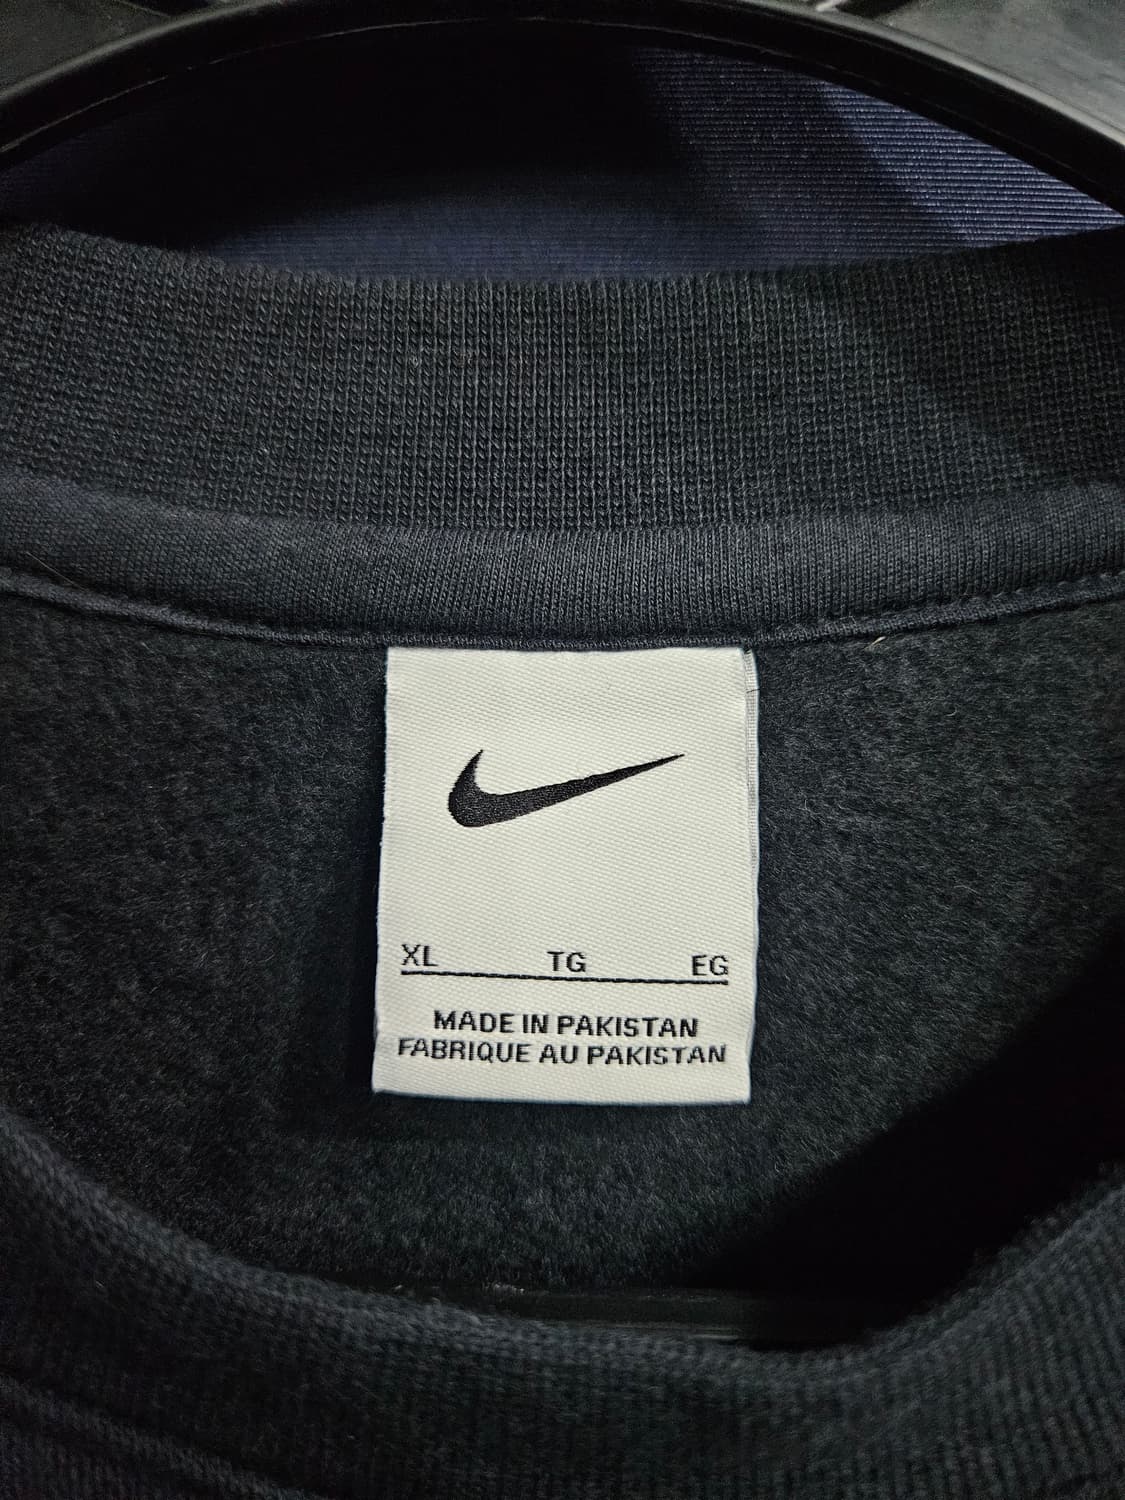 XL TG EG
MADE IN PAKISTAN
FABRIQUE AU PAKISTAN